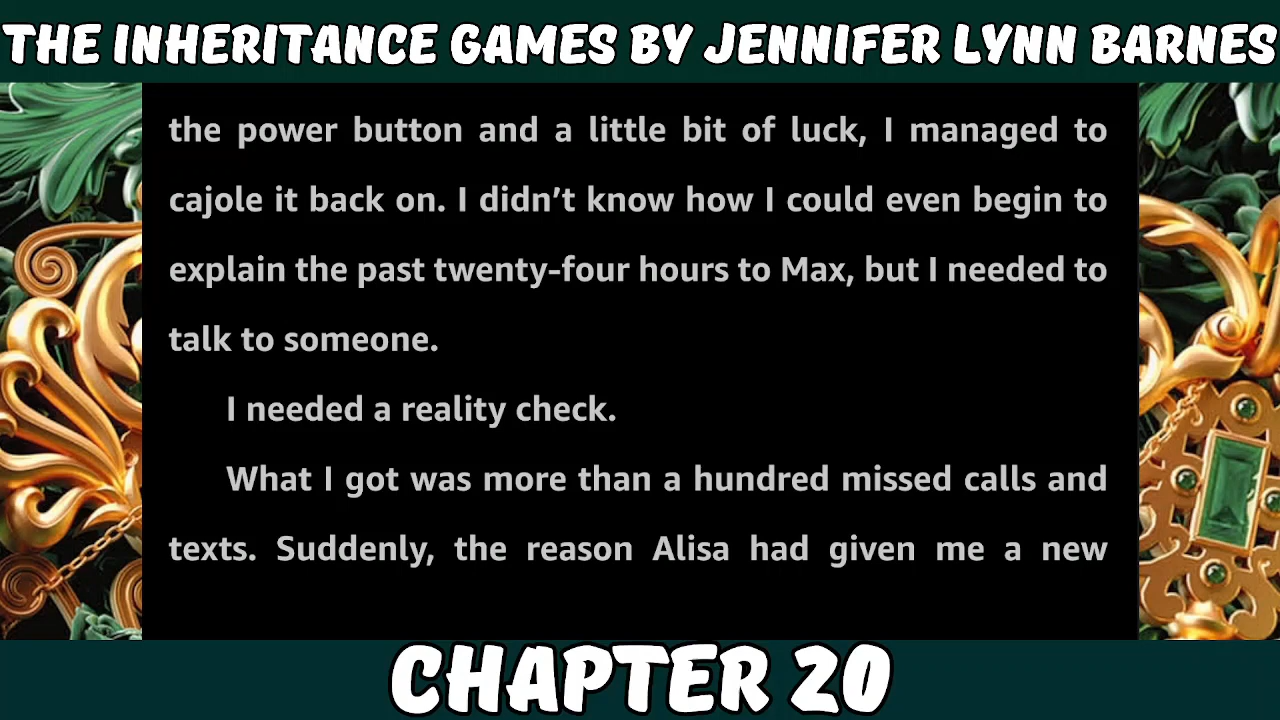 THE INHERITANCE GAMES BY JENNIFER LYNN BARNES
the power button and a little bit of luck, I managed to
cajole it back on. I didn’t know how I could even begin to
explain the past twenty-four hours to Max, but I needed to
talk to someone.
I needed a reality check.
What I got was more than a hundred missed calls and
texts. Suddenly, the reason Alisa had given me a new
CHAPTER 20